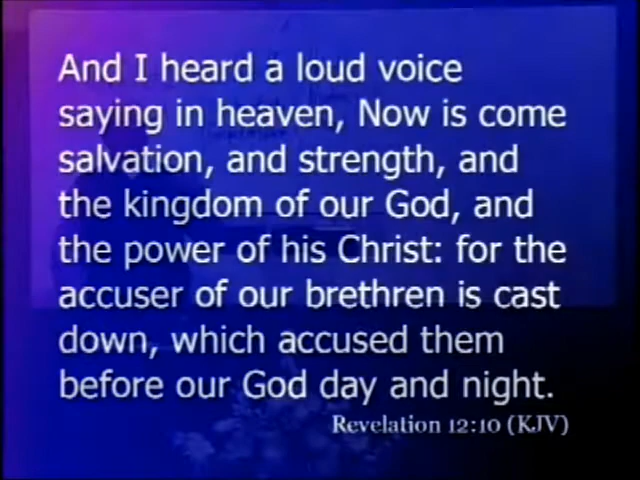 And I heard a loud voice
saying in heaven, Now is come
salvation, and strength, and
the kingdom of our God, and
the power of his Christ: for the
accuser of our brethren is cast
down, which accused them
before our God day and night.
Revelation 12:10 (KJV)